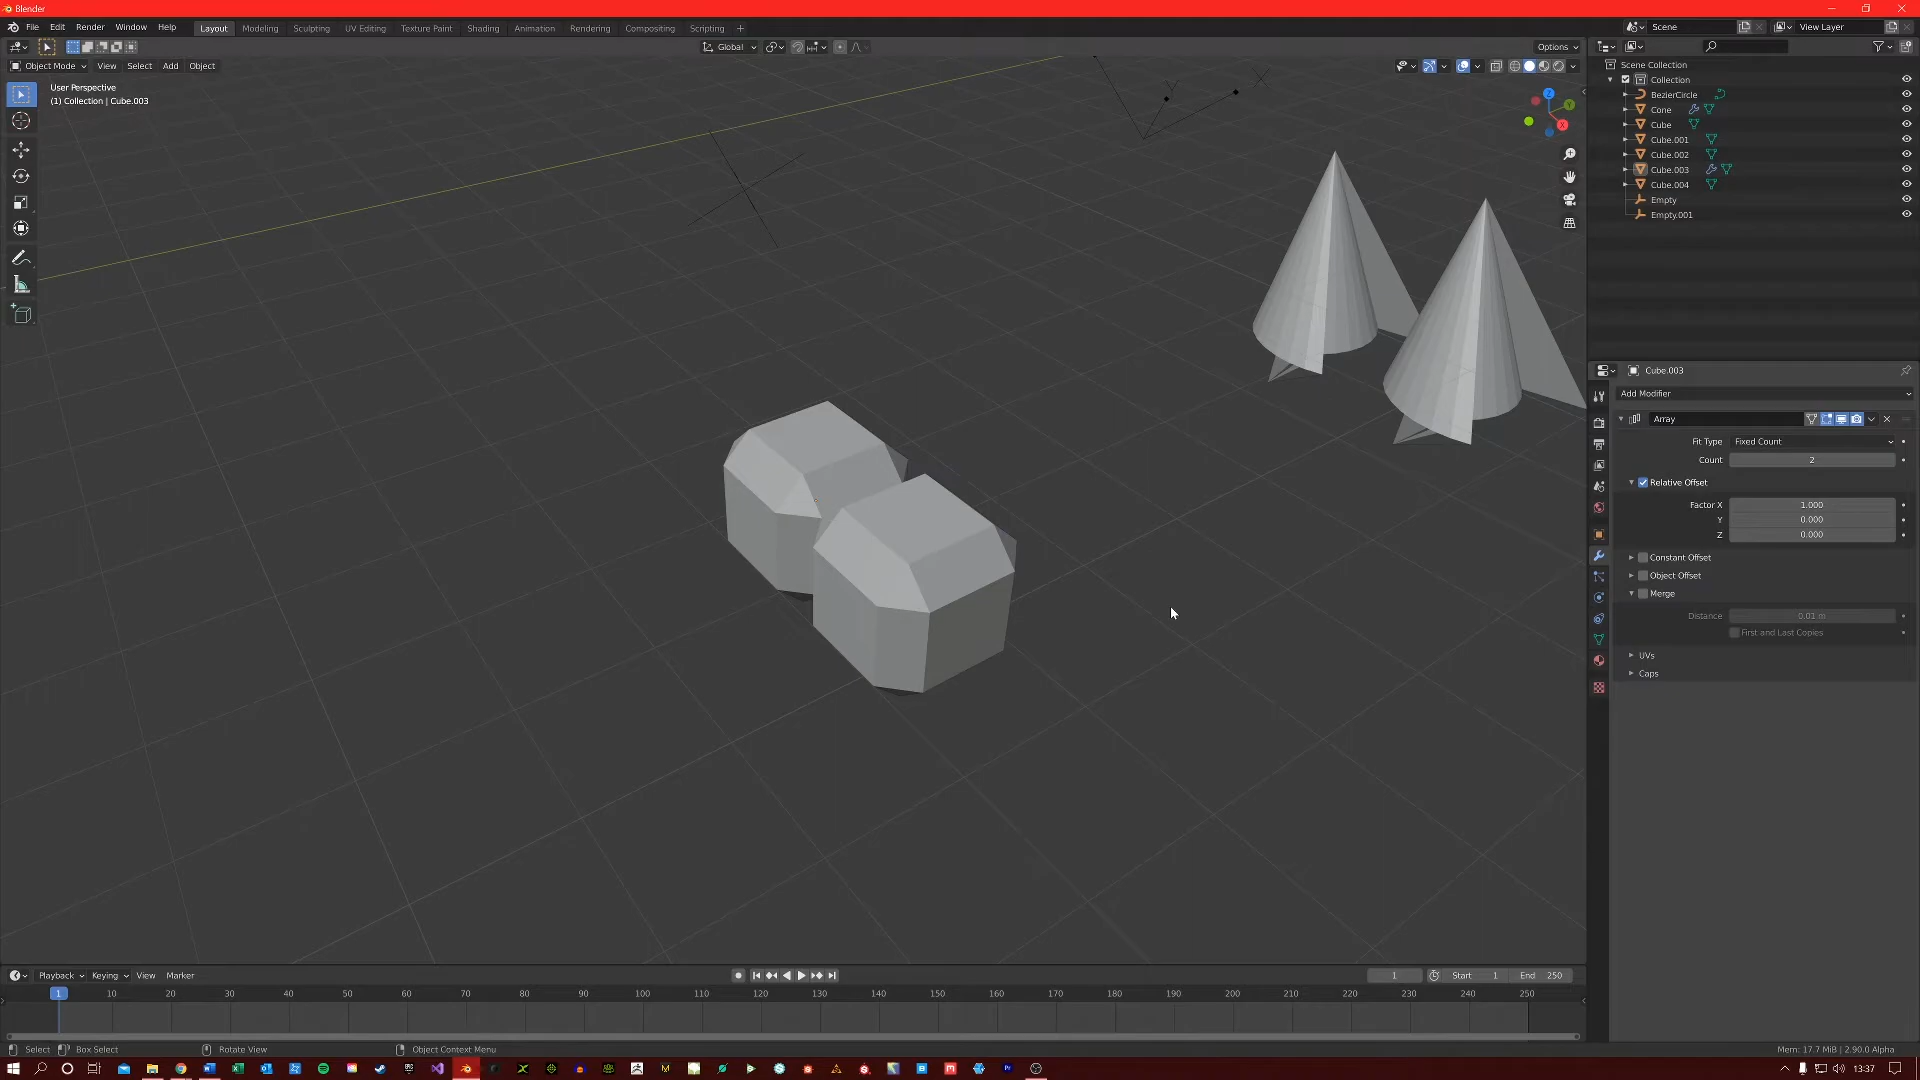 Blender
File Edit Render Window Help Layout Modeling Sculpting UV Editing Texture Paint Shading Animation Rendering Compositing Scripting + Scene View Layer
Global Options
Object Mode View Select Add Object
User Perspective
(1) Collection | Cube.003
Y X
Z Y X
Scene Collection
Collection
BezierCircle
Cone
Cube
Cube.001
Cube.002
Cube.003
Cube.004
Empty
Empty.001
Cube.003
Add Modifier
Array
Fit Type Fixed Count
Count 2
Relative Offset
Factor X 1.000
Y 0.000
Z 0.000
Constant Offset
Object Offset
Merge
Distance 0.01 m
First and Last Copies
UVs
Caps
Playback Keying View Marker 1 Start 1 End 250
1 10 20 30 40 50 60 70 80 90 100 110 120 130 140 150 160 170 180 190 200 210 220 230 240 250
Select Box Select Rotate View Object Context Menu Mem: 17.7 MiB | 2.90.0 Alpha
13:37